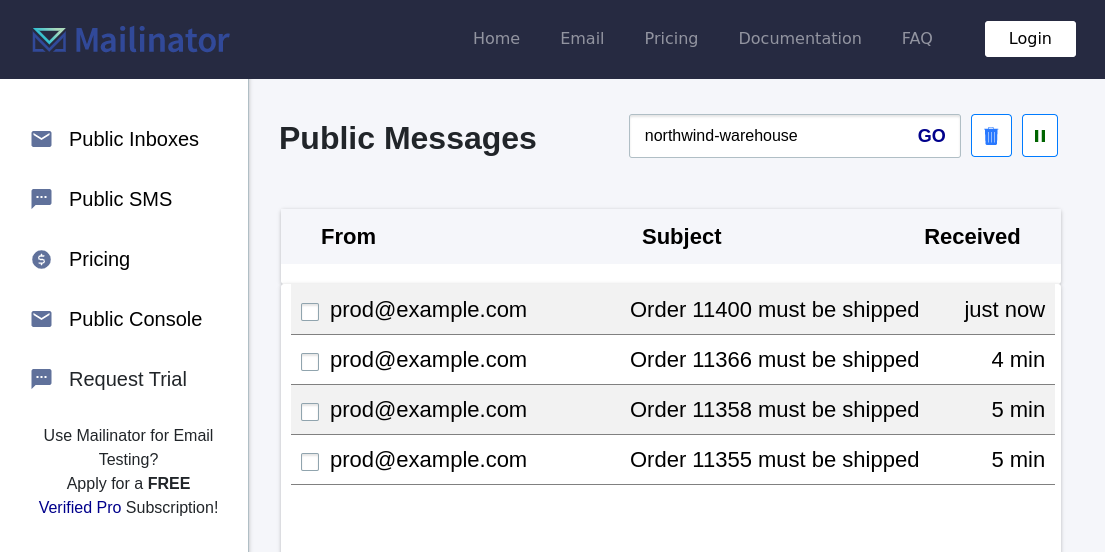 Mailinator
Home Email Pricing Documentation FAQ Login
Public Inboxes
Public SMS
Pricing
Public Console
Request Trial
Use Mailinator for Email
Testing?
Apply for a FREE
Verified Pro Subscription!
Public Messages
northwind-warehouse GO
From Subject Received
prod@example.com Order 11400 must be shipped just now
prod@example.com Order 11366 must be shipped 4 min
prod@example.com Order 11358 must be shipped 5 min
prod@example.com Order 11355 must be shipped 5 min